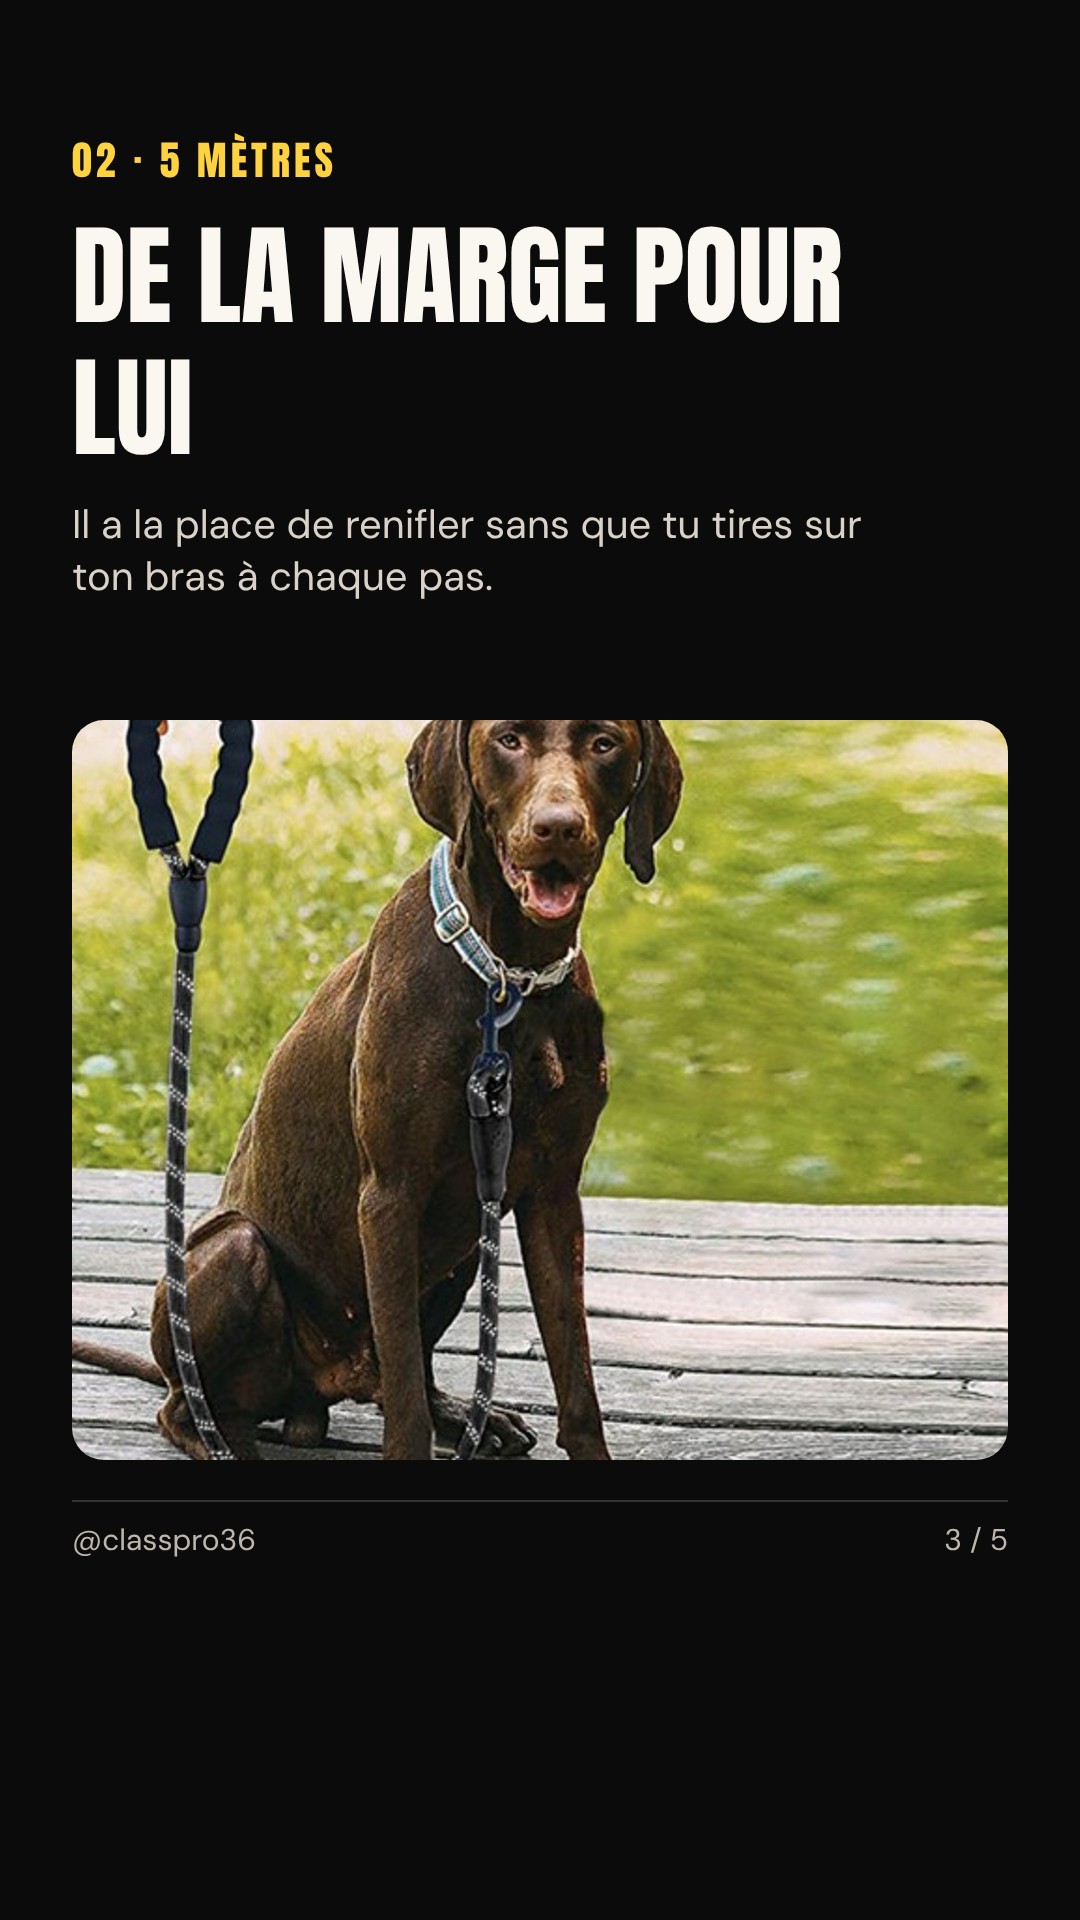 02 · 5 MÈTRES
DE LA MARGE POUR
LUI
Il a la place de renifler sans que tu tires sur
ton bras à chaque pas.
@classpro36
3 / 5